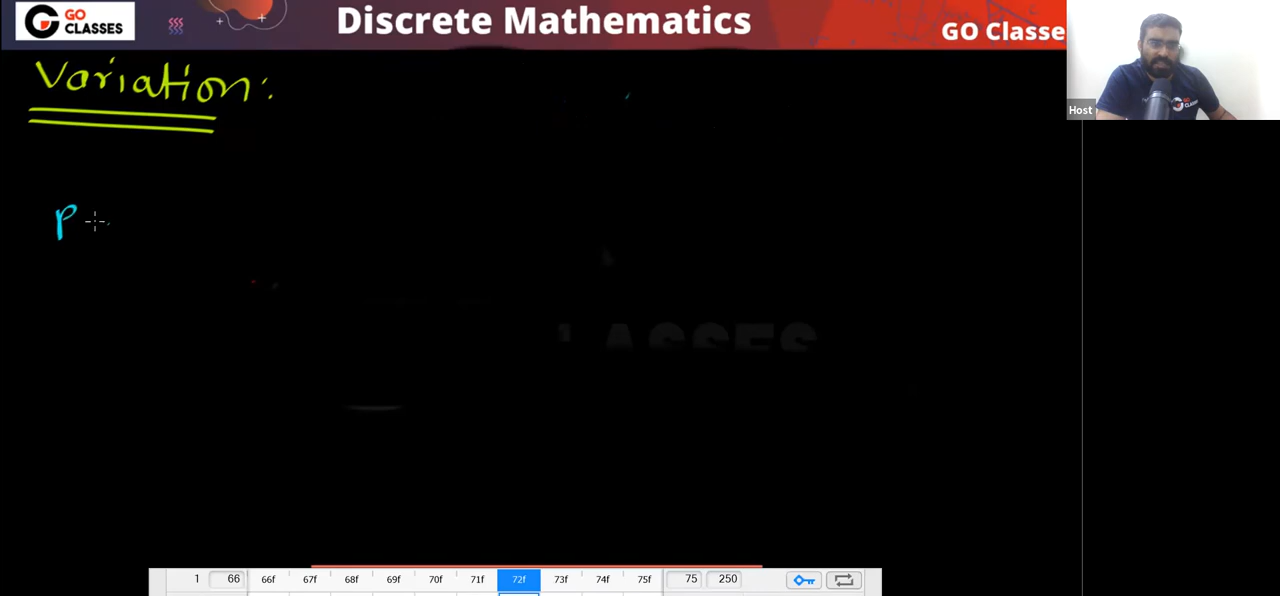 GO CLASSES
Discrete Mathematics
GO Classe
Host
Variation:
P
LASSES
1 66 66f 67f 68f 69f 70f 71f 72f 73f 74f 75f 75 250